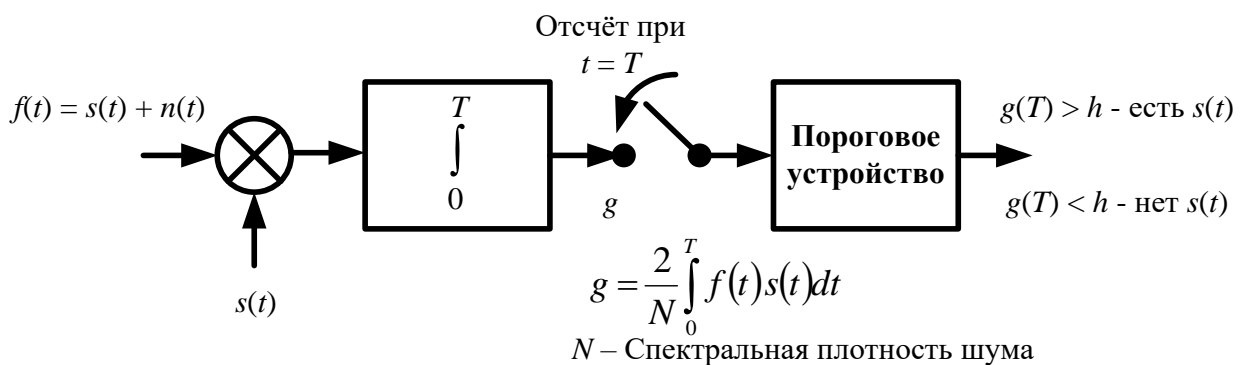 Отсчёт при
t = T
f(t) = s(t) + n(t)
T
∫
0
g
s(t)
Пороговое
устройство
g(T) > h - есть s(t)
g(T) < h - нет s(t)
g = 2/N ∫₀ᵀ f(t)s(t)dt
N – Спектральная плотность шума